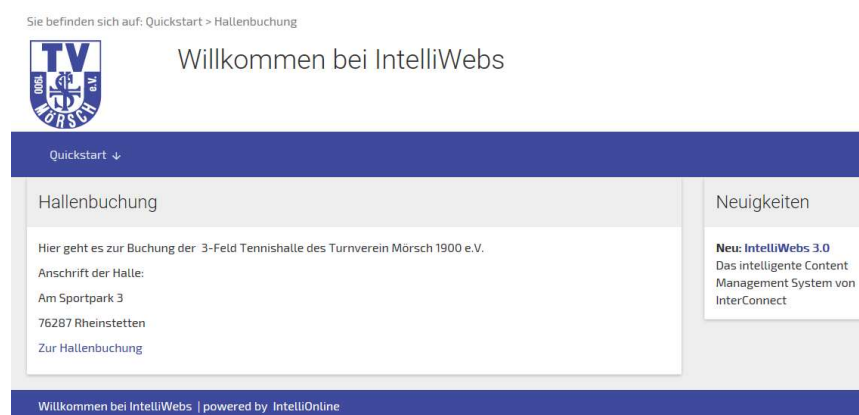 Sie befinden sich auf: Quickstart > Hallenbuchung
TV
1900
e.V.
MÖRSCH
Willkommen bei IntelliWebs
Quickstart ↓
Hallenbuchung
Hier geht es zur Buchung der 3-Feld Tennishalle des Turnverein Mörsch 1900 e.V.
Anschrift der Halle:
Am Sportpark 3
76287 Rheinstetten
Zur Hallenbuchung
Neuigkeiten
Neu: IntelliWebs 3.0
Das intelligente Content
Management System von
InterConnect
Willkommen bei IntelliWebs | powered by IntelliOnline